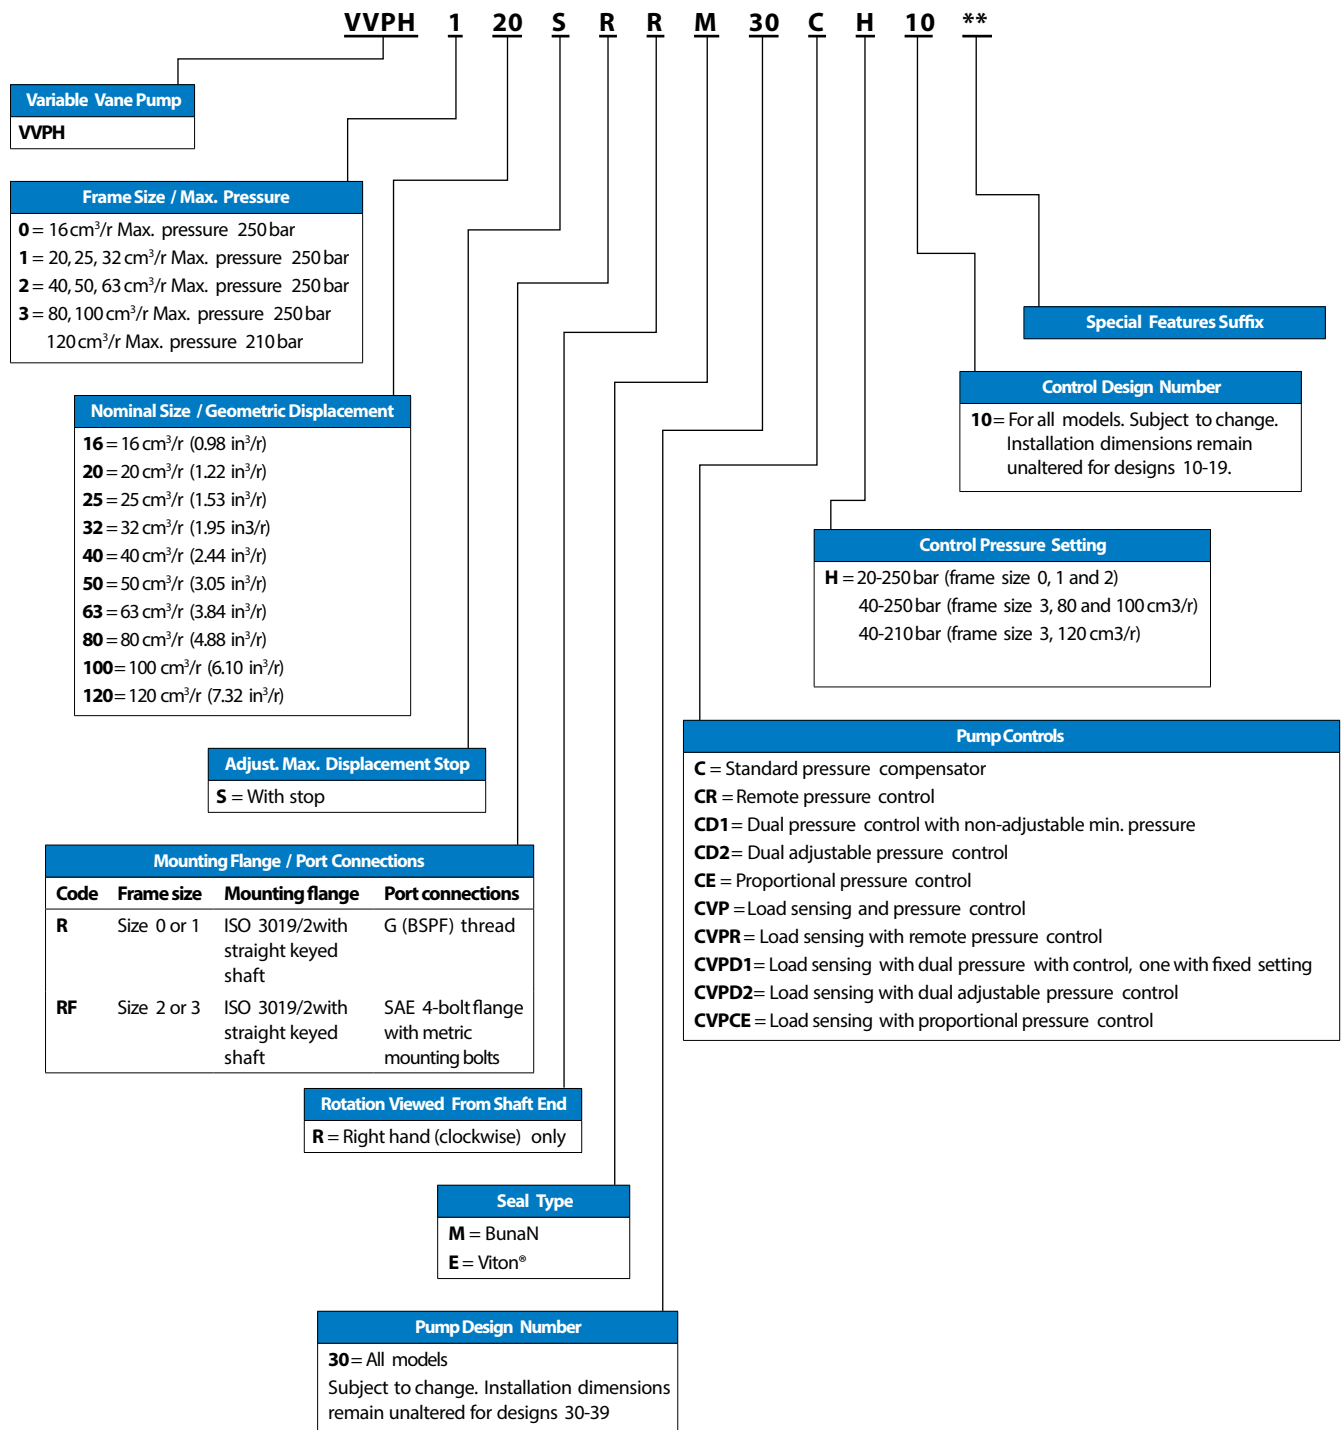 VVPH 1 20 S R R M 30 C H 10 **
Variable Vane Pump
VVPH
Frame Size / Max. Pressure
0 = 16 cm³/r Max. pressure 250 bar
1 = 20, 25, 32 cm³/r Max. pressure 250 bar
2 = 40, 50, 63 cm³/r Max. pressure 250 bar
3 = 80, 100 cm³/r Max. pressure 250 bar
120 cm³/r Max. pressure 210 bar
Special Features Suffix
Control Design Number
10 = For all models. Subject to change.
Installation dimensions remain
unaltered for designs 10-19.
Nominal Size / Geometric Displacement
16 = 16 cm³/r (0.98 in³/r)
20 = 20 cm³/r (1.22 in³/r)
25 = 25 cm³/r (1.53 in³/r)
32 = 32 cm³/r (1.95 in3/r)
40 = 40 cm³/r (2.44 in³/r)
50 = 50 cm³/r (3.05 in³/r)
63 = 63 cm³/r (3.84 in³/r)
80 = 80 cm³/r (4.88 in³/r)
100 = 100 cm³/r (6.10 in³/r)
120 = 120 cm³/r (7.32 in³/r)
Control Pressure Setting
H = 20-250 bar (frame size 0, 1 and 2)
40-250 bar (frame size 3, 80 and 100 cm3/r)
40-210 bar (frame size 3, 120 cm3/r)
Adjust. Max. Displacement Stop
S = With stop
Pump Controls
C = Standard pressure compensator
CR = Remote pressure control
CD1 = Dual pressure control with non-adjustable min. pressure
CD2 = Dual adjustable pressure control
CE = Proportional pressure control
CVP = Load sensing and pressure control
CVPR = Load sensing with remote pressure control
CVPD1 = Load sensing with dual pressure with control, one with fixed setting
CVPD2 = Load sensing with dual adjustable pressure control
CVPCE = Load sensing with proportional pressure control
Mounting Flange / Port Connections
Code Frame size Mounting flange Port connections
R Size 0 or 1 ISO 3019/2with G (BSPF) thread
straight keyed
shaft
RF Size 2 or 3 ISO 3019/2with SAE 4-bolt flange
straight keyed with metric
shaft mounting bolts
Rotation Viewed From Shaft End
R = Right hand (clockwise) only
Seal Type
M = BunaN
E = Viton®
Pump Design Number
30 = All models
Subject to change. Installation dimensions
remain unaltered for designs 30-39